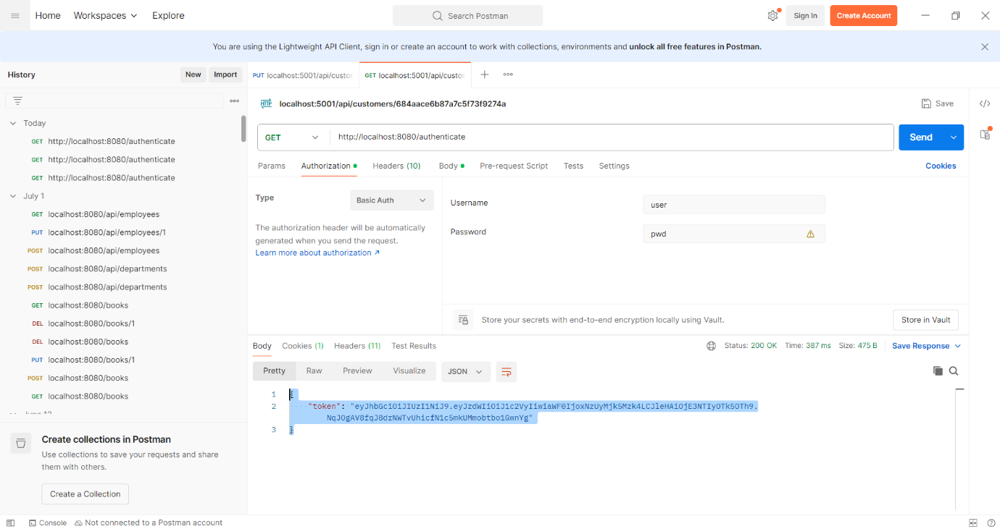 Home Workspaces Explore Search Postman Sign In Create Account
You are using the Lightweight API Client, sign in or create an account to work with collections, environments and unlock all free features in Postman.
History New Import
PUT localhost:5001/api/custor GET localhost:5001/api/custor
HTTP localhost:5001/api/customers/684aace6b87a7c5f73f9274a Save
Today
GET http://localhost:8080/authenticate
GET http://localhost:8080/authenticate
GET http://localhost:8080/authenticate
July 1
GET localhost:8080/api/employees
PUT localhost:8080/api/employees/1
POST localhost:8080/api/employees
POST localhost:8080/api/departments
POST localhost:8080/api/departments
GET localhost:8080/books
DEL localhost:8080/books/1
DEL localhost:8080/books
PUT localhost:8080/books/1
POST localhost:8080/books
GET localhost:8080/books
Create collections in Postman
Use collections to save your requests and share
them with others.
Create a Collection
GET http://localhost:8080/authenticate Send
Params Authorization Headers (10) Body Pre-request Script Tests Settings Cookies
Type Basic Auth
The authorization header will be automatically
generated when you send the request.
Learn more about authorization ↗
Username user
Password pwd
Store your secrets with end-to-end encryption locally using Vault. Store in Vault
Body Cookies (1) Headers (11) Test Results Status: 200 OK Time: 387 ms Size: 475 B Save Response
Pretty Raw Preview Visualize JSON
1 {
2 "token": "eyJhbGciOiJIUzI1NiJ9.eyJzdWIiOiJ1c2VyIiwiaWF0IjoxNzUyMjk5Mzk4LCJleHAiOjE3NTIyOTk5OTh9.
NqJOgAV8fqJ8drNWTvUhicfN1c5mkUMmobtbo1GwnYg"
3 }
Console Not connected to a Postman account